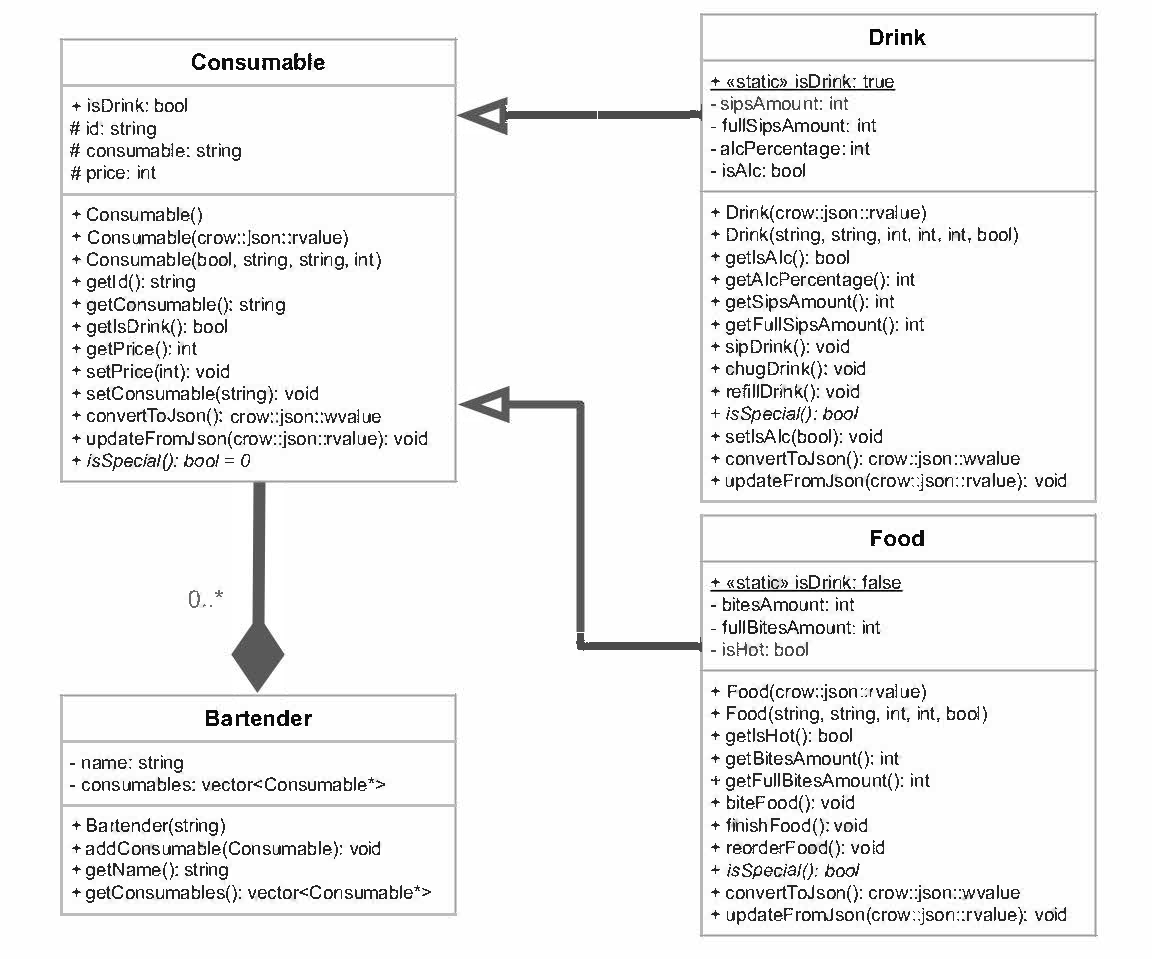 Consumable
+ isDrink: bool
# id: string
# consumable: string
# price: int
+ Consumable()
+ Consumable(crow::json::rvalue)
+ Consumable(bool, string, string, int)
+ getId(): string
+ getConsumable(): string
+ getIsDrink(): bool
+ getPrice(): int
+ setPrice(int): void
+ setConsumable(string): void
+ convertToJson(): crow::json::wvalue
+ updateFromJson(crow::json::rvalue): void
+ isSpecial(): bool = 0
0..*
Bartender
- name: string
- consumables: vector<Consumable*>
+ Bartender(string)
+ addConsumable(Consumable): void
+ getName(): string
+ getConsumables(): vector<Consumable*>
Drink
+ «static» isDrink: true
- sipsAmount: int
- fullSipsAmount: int
- alcPercentage: int
- isAlc: bool
+ Drink(crow::json::rvalue)
+ Drink(string, string, int, int, int, bool)
+ getIsAlc(): bool
+ getAlcPercentage(): int
+ getSipsAmount(): int
+ getFullSipsAmount(): int
+ sipDrink(): void
+ chugDrink(): void
+ refillDrink(): void
+ isSpecial(): bool
+ setIsAlc(bool): void
+ convertToJson(): crow::json::wvalue
+ updateFromJson(crow::json::rvalue): void
Food
+ «static» isDrink: false
- bitesAmount: int
- fullBitesAmount: int
- isHot: bool
+ Food(crow::json::rvalue)
+ Food(string, string, int, int, bool)
+ getIsHot(): bool
+ getBitesAmount(): int
+ getFullBitesAmount(): int
+ biteFood(): void
+ finishFood(): void
+ reorderFood(): void
+ isSpecial(): bool
+ convertToJson(): crow::json::wvalue
+ updateFromJson(crow::json::rvalue): void